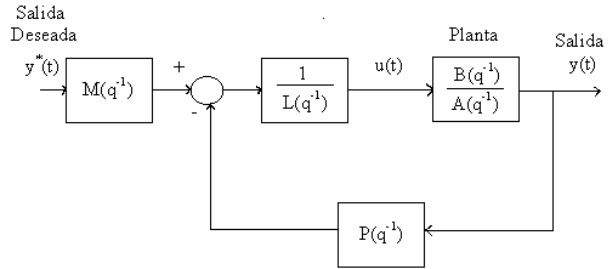 Salida
Deseada
y*(t)
M(q⁻¹)
+
-
1
L(q⁻¹)
u(t)
Planta
B(q⁻¹)
A(q⁻¹)
Salida
y(t)
P(q⁻¹)